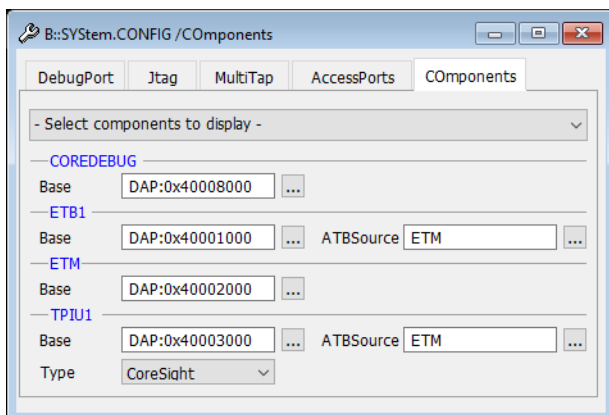 B::SYStem.CONFIG /COmponents
DebugPort Jtag MultiTap AccessPorts COmponents
- Select components to display -
COREDEBUG
Base DAP:0x40008000 ...
ETB1
Base DAP:0x40001000 ... ATBSource ETM ...
ETM
Base DAP:0x40002000 ...
TPIU1
Base DAP:0x40003000 ... ATBSource ETM ...
Type CoreSight